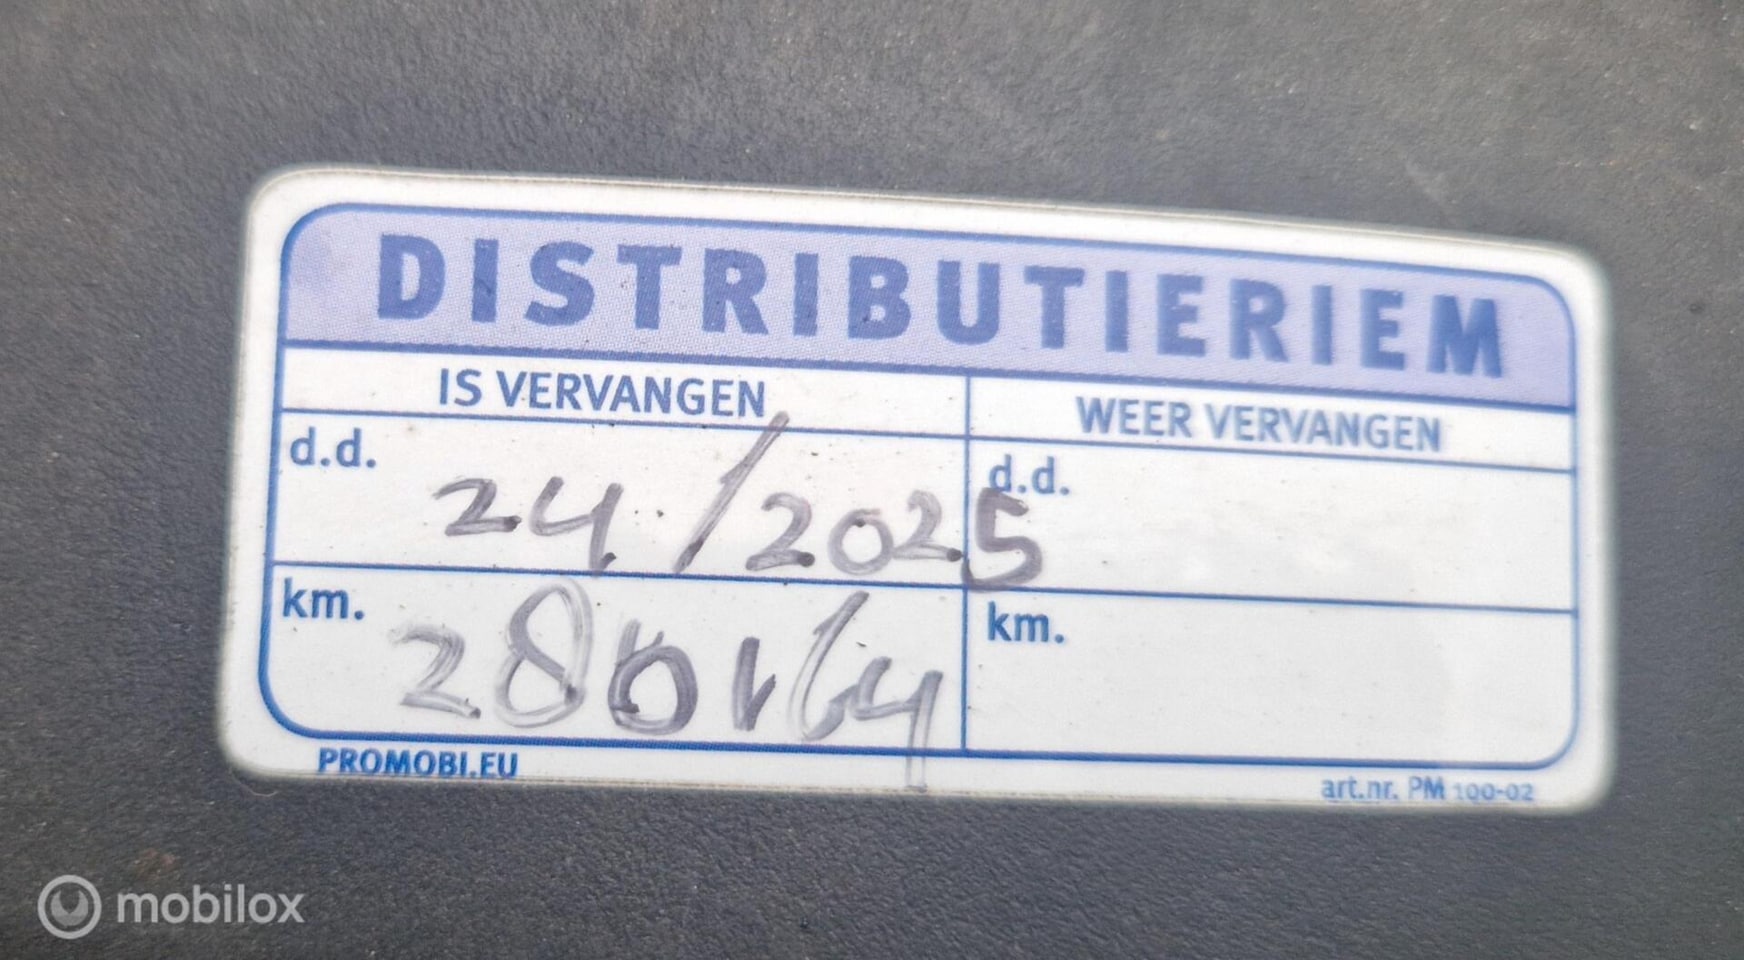 DISTRIBUTIERIEM
IS VERVANGEN
WEER VERVANGEN
d.d. 24/2025
d.d.
km. 280164
km.
PROMOBI.EU
art.nr. PM 100-02
mobilox